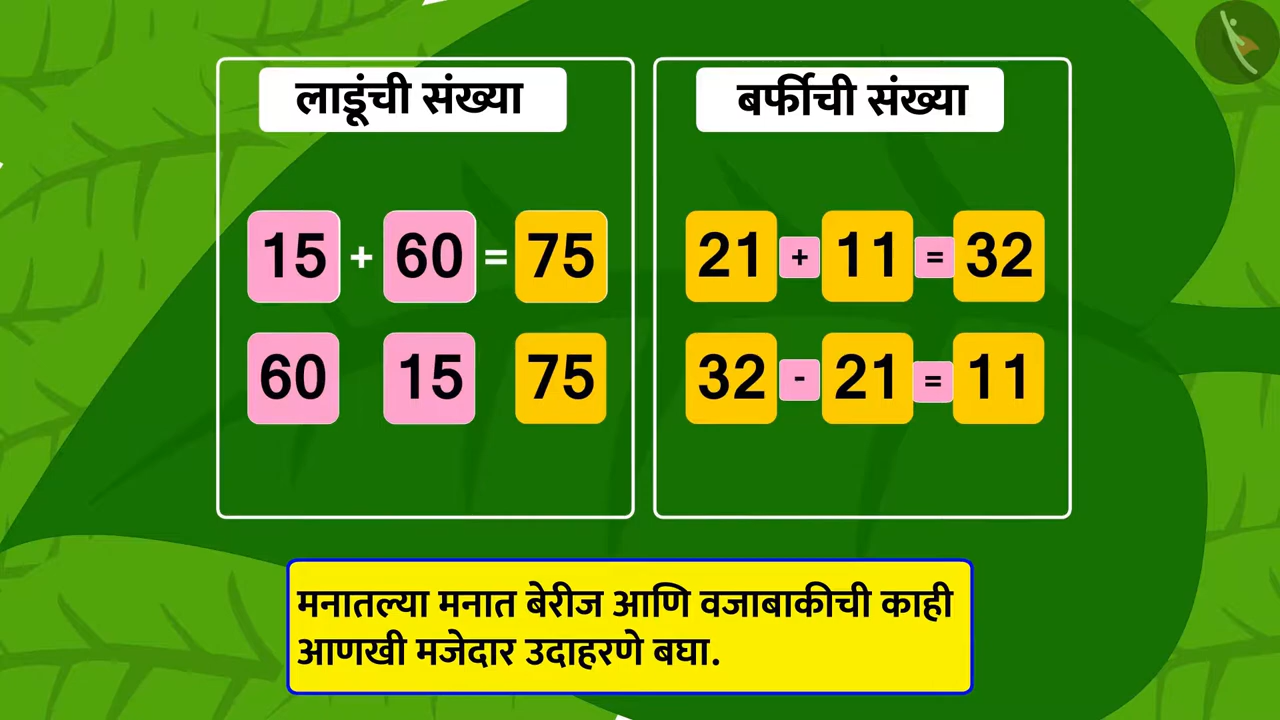 लाडूंची संख्या
15 + 60 = 75
60 15 75
बर्फीची संख्या
21 + 11 = 32
32 - 21 = 11
मनातल्या मनात बेरीज आणि वजाबाकीची काही
आणखी मजेदार उदाहरणे बघा.